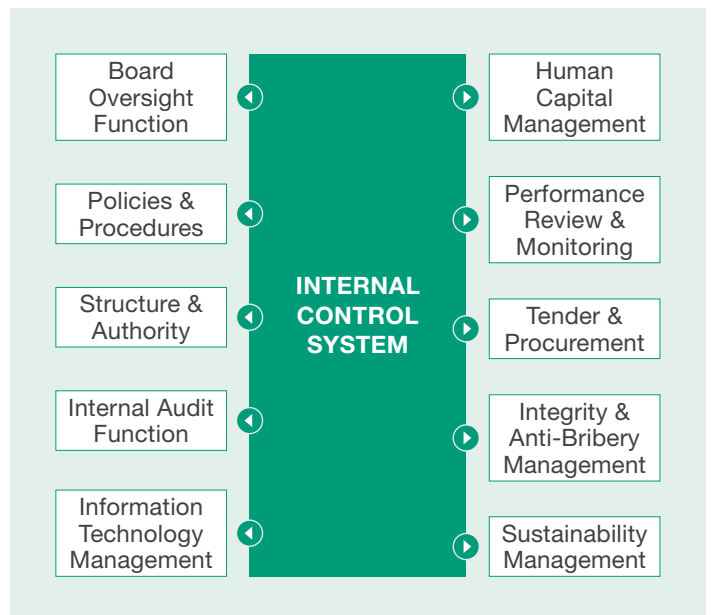 Board
Oversight
Function
Policies &
Procedures
Structure &
Authority
Internal Audit
Function
Information
Technology
Management
INTERNAL
CONTROL
SYSTEM
Human
Capital
Management
Performance
Review &
Monitoring
Tender &
Procurement
Integrity &
Anti-Bribery
Management
Sustainability
Management